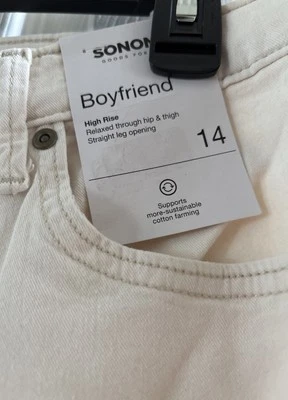 SONOM
GOODS FOR
Boyfriend
High Rise
Relaxed through hip & thigh
Straight leg opening
14
Supports
more-sustainable
cotton farming